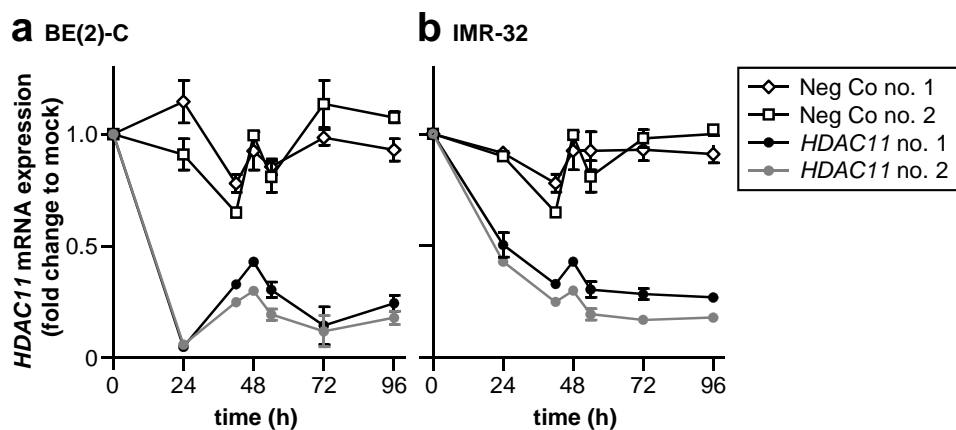 a BE(2)-C
b IMR-32
HDAC11 mRNA expression
(fold change to mock)
1.0
0.5
0
0 24 48 72 96
time (h)
0 24 48 72 96
time (h)
Neg Co no. 1
Neg Co no. 2
HDAC11 no. 1
HDAC11 no. 2